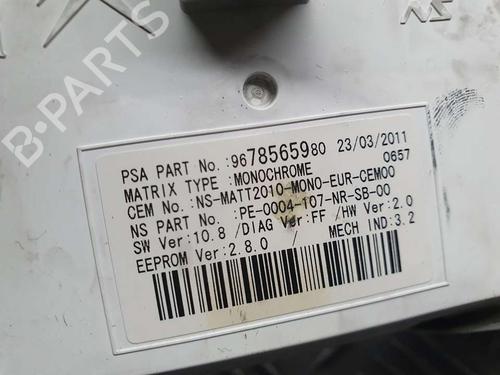 NS
B-PARTS
PSA PART No.:9678565980 23/03/2011
MATRIX TYPE :MONOCHROME 0657
CEM No.:NS-MATT2010-MONO-EUR-CEM00
NS PART No.:PE-0004-107-NR-SB-00
SW Ver:10.8 /DIAG Ver:FF /HW Ver:2.0
EEPROM Ver:2.8.0 / MECH IND:3.2